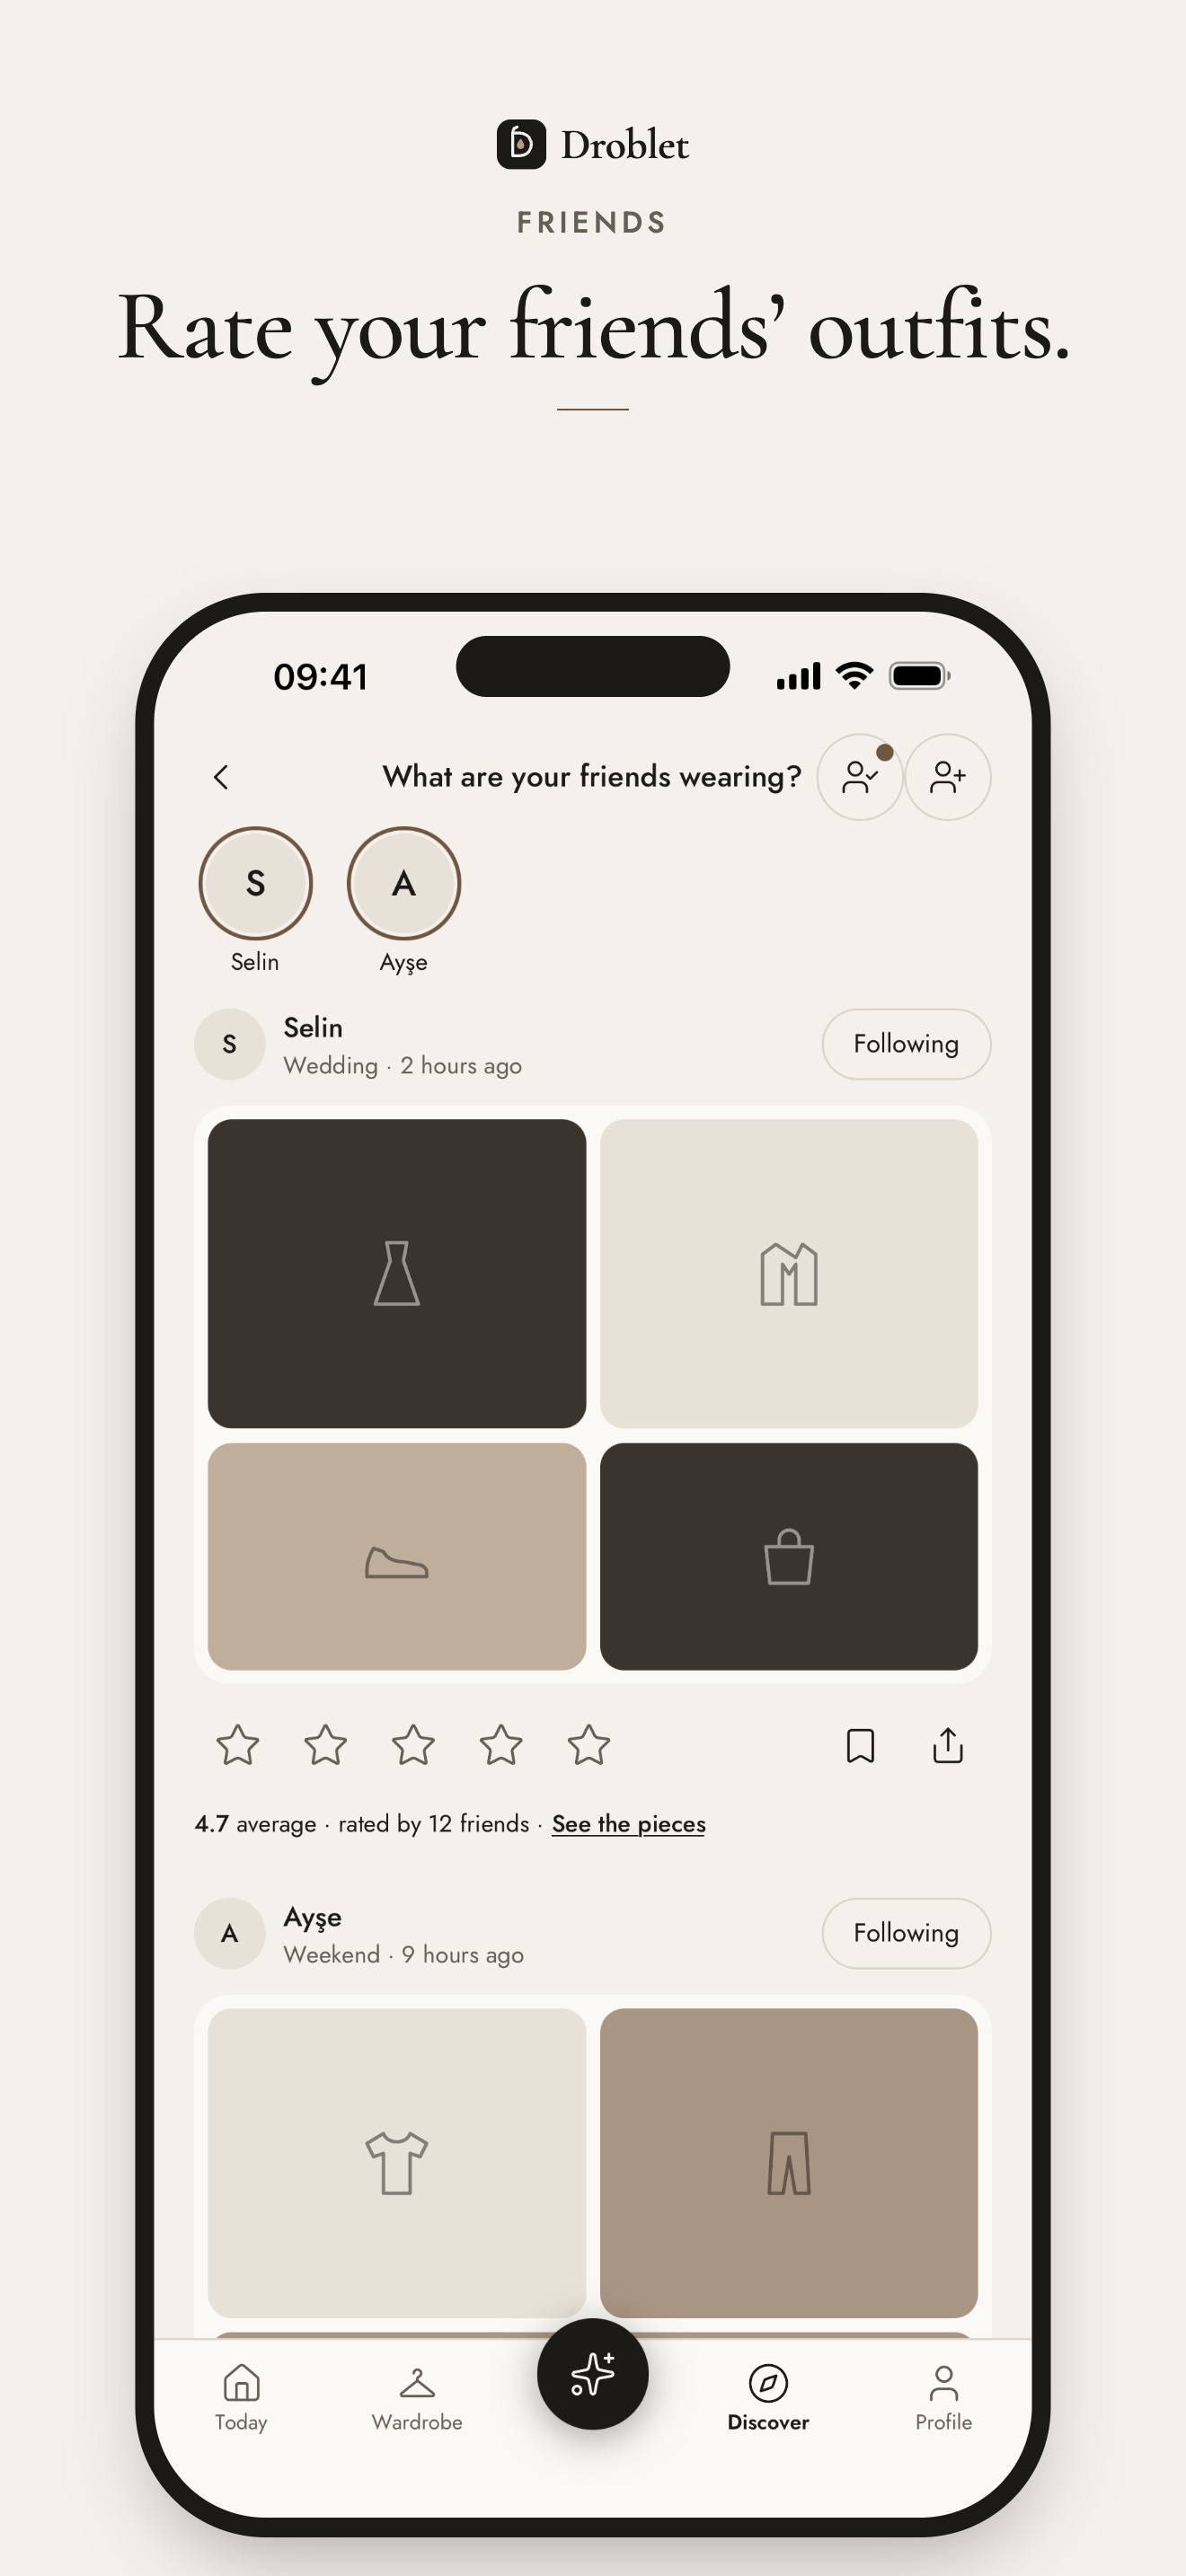 Droblet
FRIENDS
Rate your friends’ outfits.
09:41
What are your friends wearing?
S
A
Selin
Ayşe
S
Selin
Wedding · 2 hours ago
Following
4.7 average · rated by 12 friends · See the pieces
A
Ayşe
Weekend · 9 hours ago
Following
Today
Wardrobe
Discover
Profile